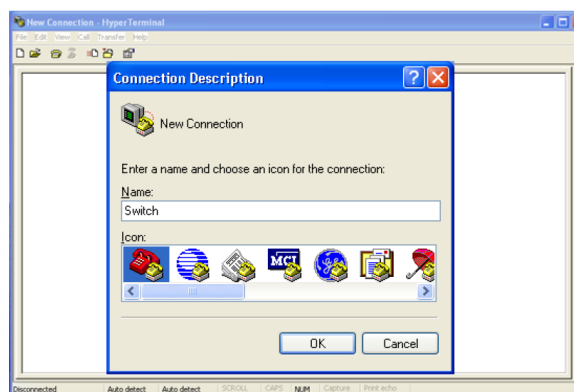 New Connection - HyperTerminal
File Edit View Call Transfer Help
Connection Description
New Connection
Enter a name and choose an icon for the connection:
Name:
Switch
Icon:
MCI
OK Cancel
Disconnected Auto detect Auto detect SCROLL CAPS NUM Capture Print echo